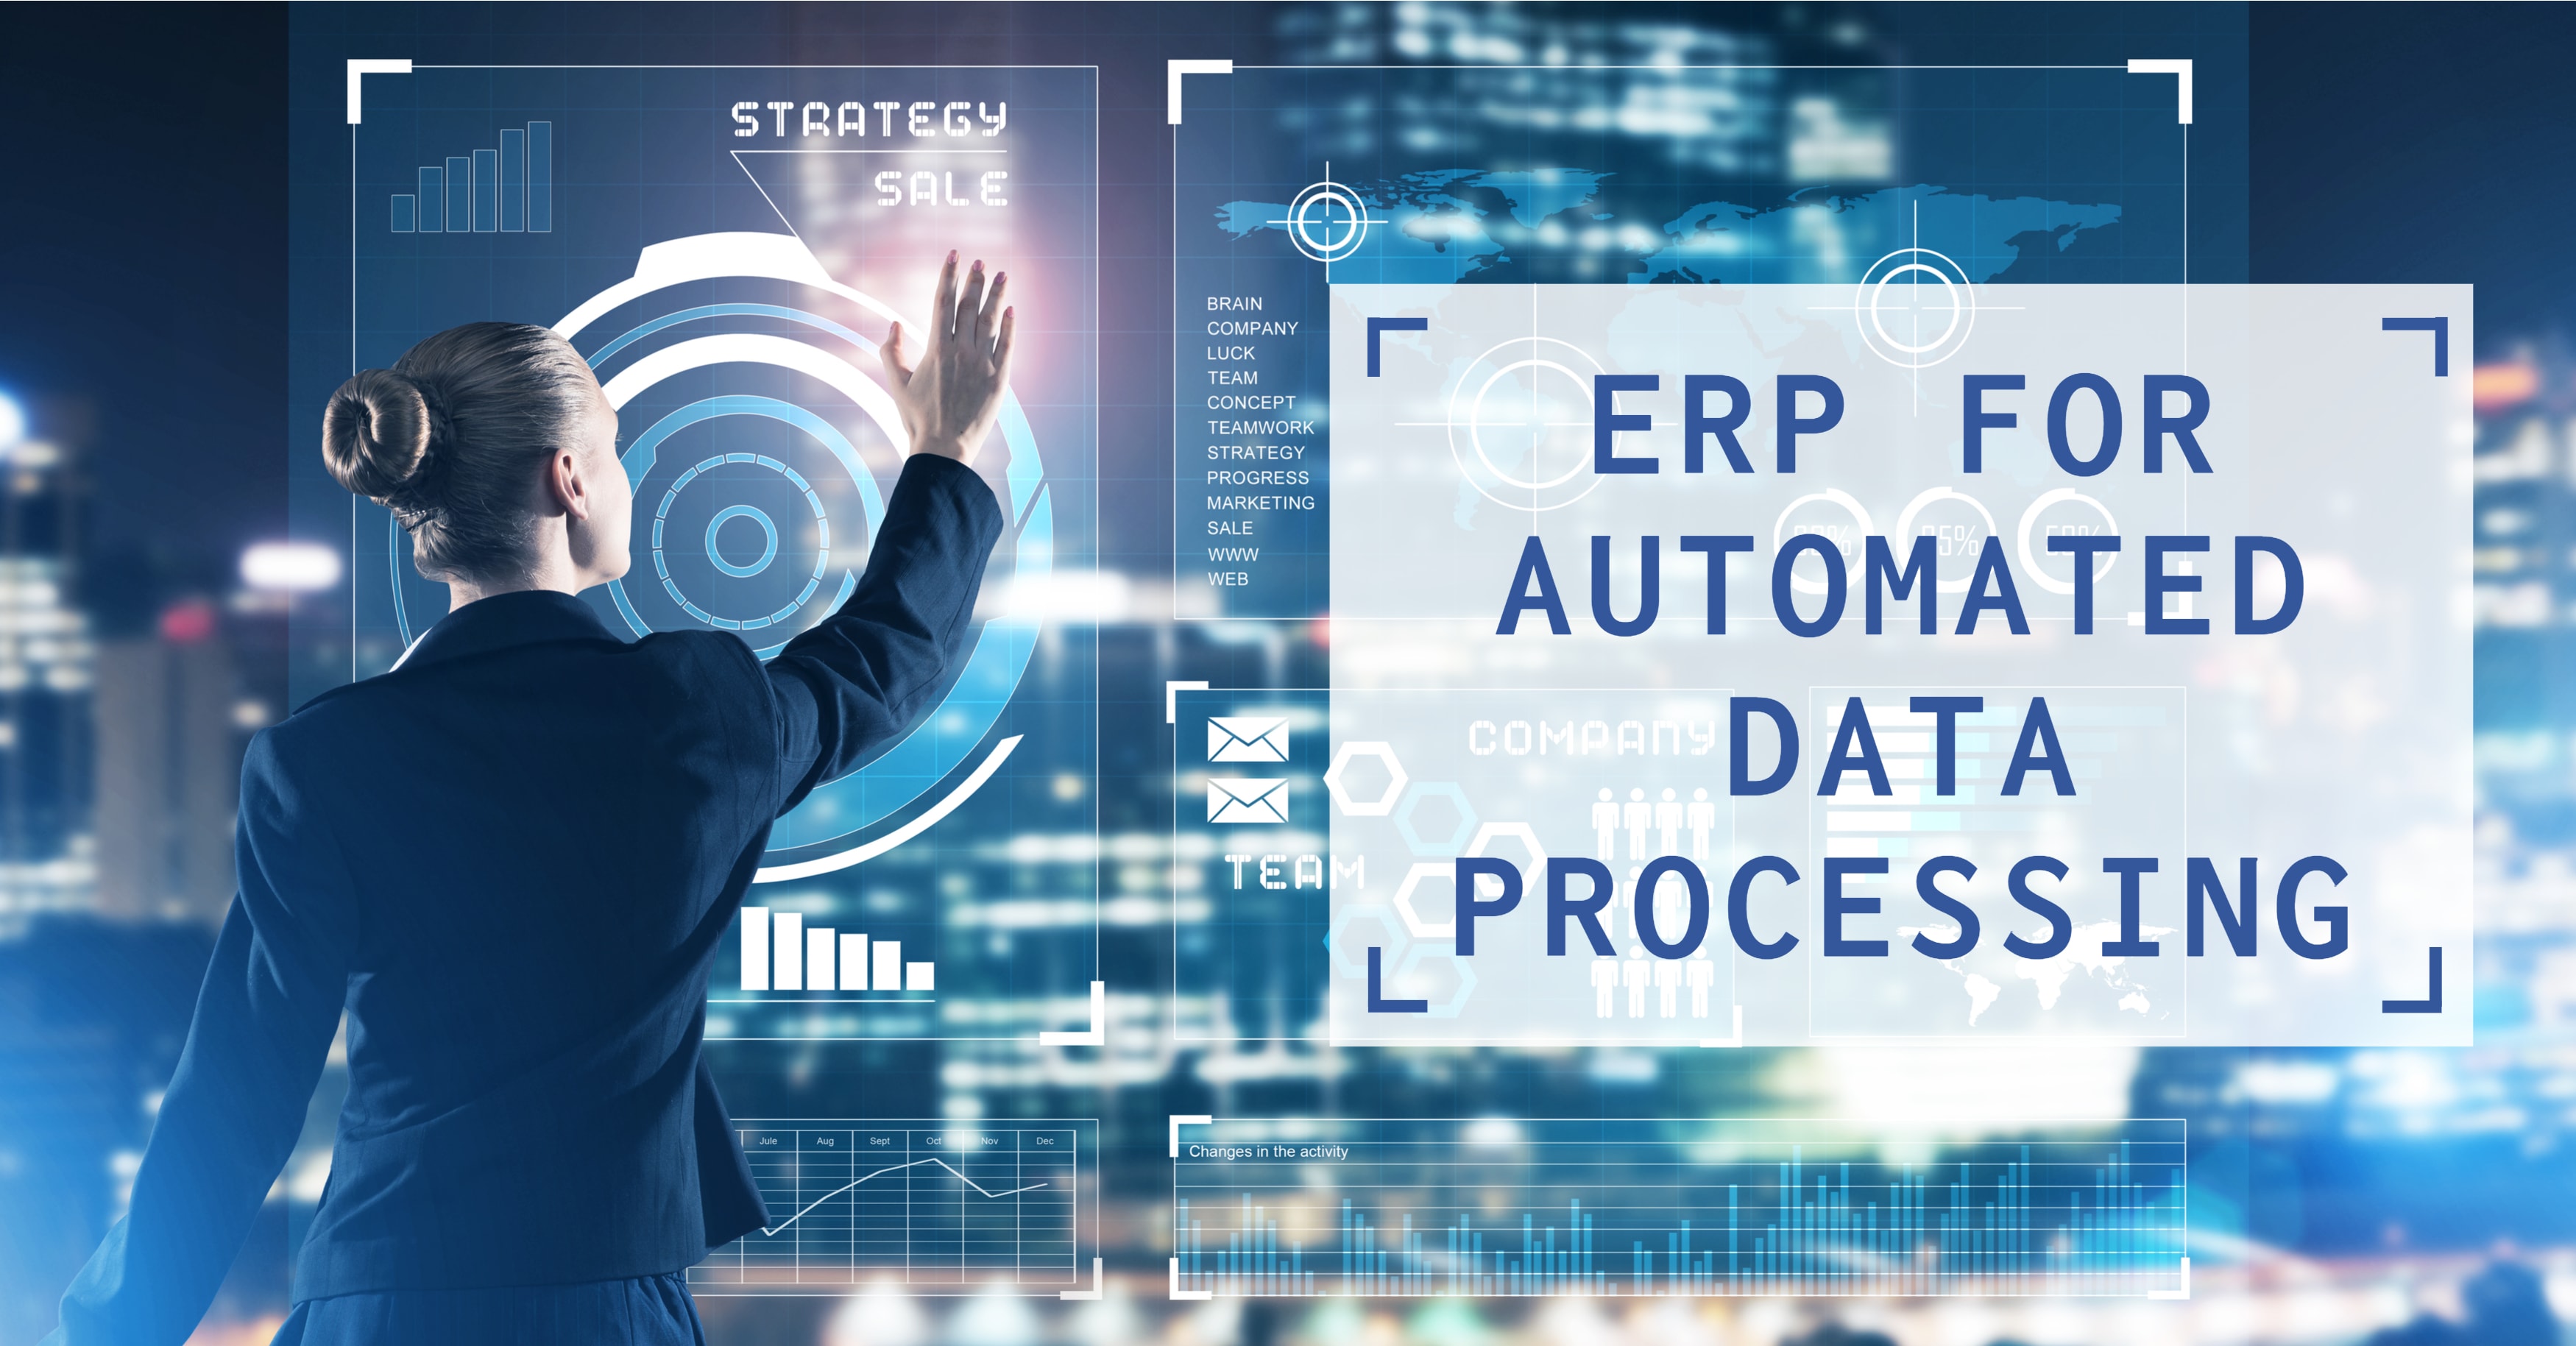 STRATEGY
SALE
BRAIN
COMPANY
LUCK
TEAM
CONCEPT
TEAMWORK
STRATEGY
PROGRESS
MARKETING
SALE
WWW
WEB
ERP FOR
AUTOMATED
DATA
PROCESSING
COMPANY
TEAM
Jule Aug Sept Oct Nov Dec
Changes in the activity